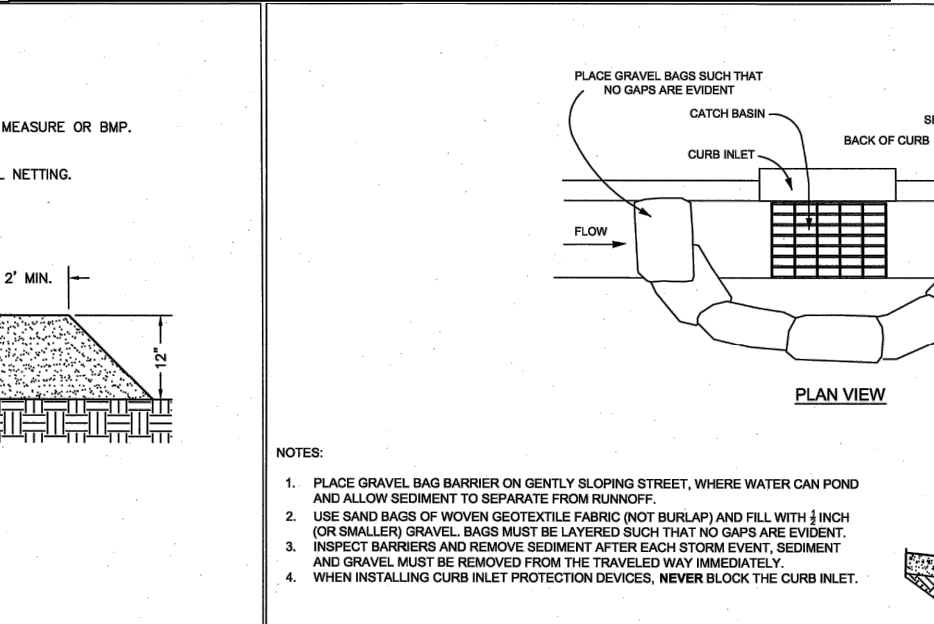 MEASURE OR BMP.
NETTING.
2' MIN.
12"
PLACE GRAVEL BAGS SUCH THAT
NO GAPS ARE EVIDENT
CATCH BASIN
BACK OF CURB
CURB INLET
FLOW
PLAN VIEW
NOTES:
1. PLACE GRAVEL BAG BARRIER ON GENTLY SLOPING STREET, WHERE WATER CAN POND
AND ALLOW SEDIMENT TO SEPARATE FROM RUNNOFF.
2. USE SAND BAGS OF WOVEN GEOTEXTILE FABRIC (NOT BURLAP) AND FILL WITH ½ INCH
(OR SMALLER) GRAVEL. BAGS MUST BE LAYERED SUCH THAT NO GAPS ARE EVIDENT.
3. INSPECT BARRIERS AND REMOVE SEDIMENT AFTER EACH STORM EVENT, SEDIMENT
AND GRAVEL MUST BE REMOVED FROM THE TRAVELED WAY IMMEDIATELY.
4. WHEN INSTALLING CURB INLET PROTECTION DEVICES, NEVER BLOCK THE CURB INLET.